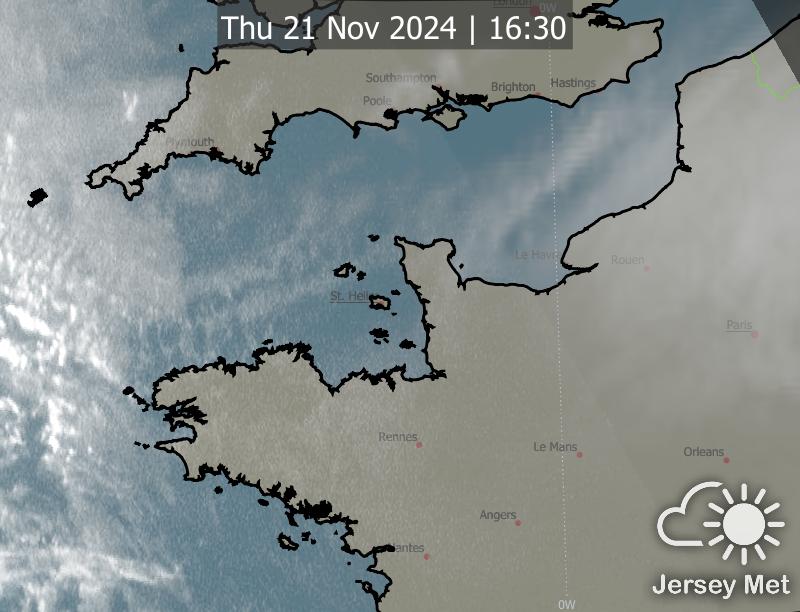 London
0W
Thu 21 Nov 2024 | 16:30
Southampton
Brighton
Hastings
Poole
Plymouth
Le Havre
Rouen
St. Helier
Paris
Rennes
Le Mans
Orleans
Angers
Nantes
0W
Jersey Met